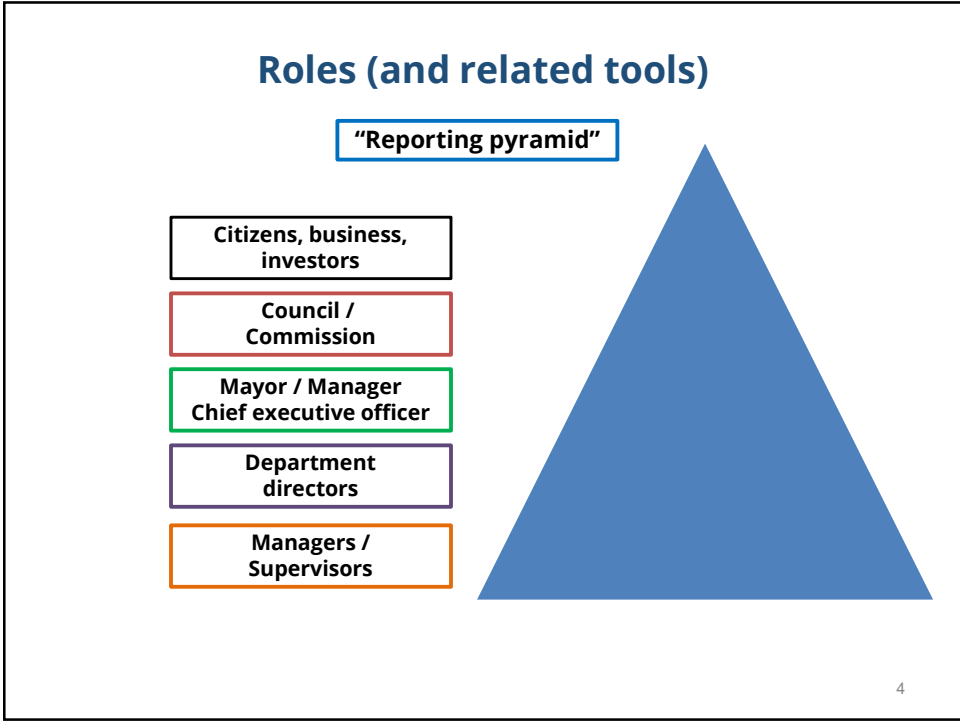 Roles (and related tools)
“Reporting pyramid”
Citizens, business,
investors
Council /
Commission
Mayor / Manager
Chief executive officer
Department
directors
Managers /
Supervisors
4